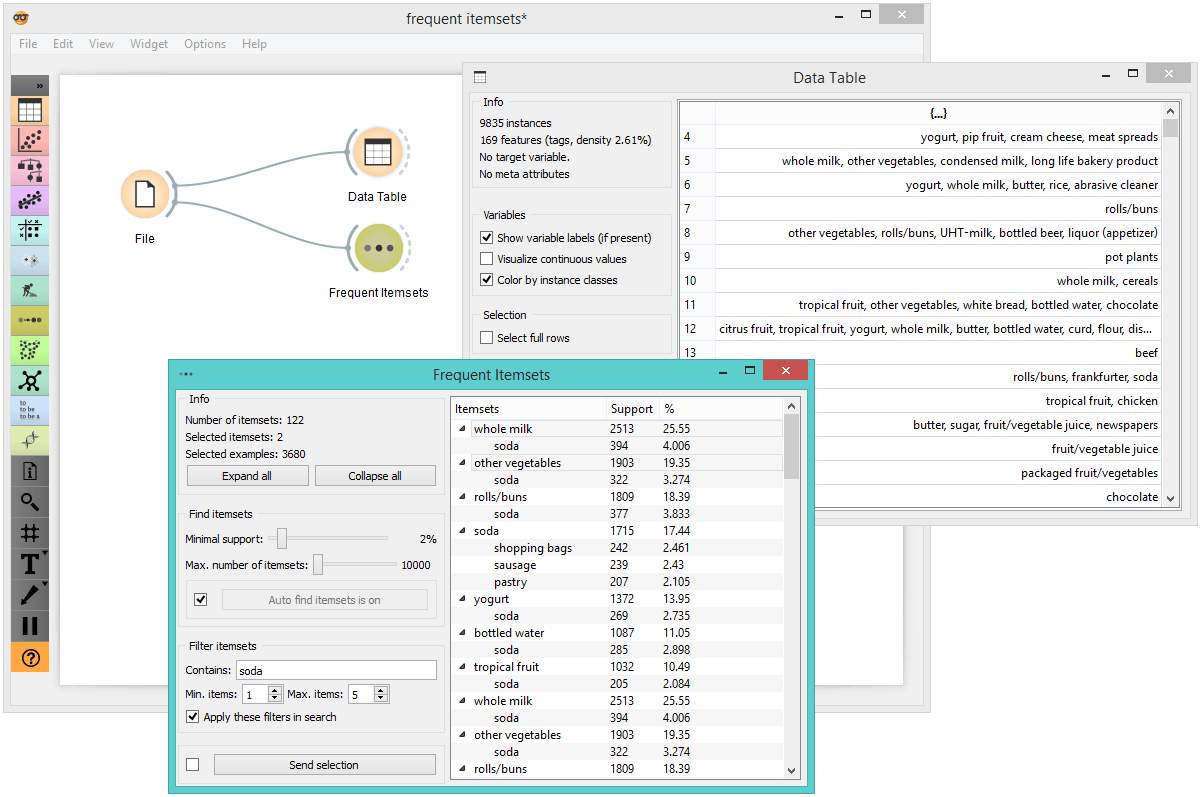 frequent itemsets*
File Edit View Widget Options Help
»
File
Data Table
Frequent Itemsets
to
to be
to be a
T
?
Data Table
Info
9835 instances
169 features (tags, density 2.61%)
No target variable.
No meta attributes
Variables
Show variable labels (if present)
Visualize continuous values
Color by instance classes
Selection
Select full rows
{...}
4 yogurt, pip fruit, cream cheese, meat spreads
5 whole milk, other vegetables, condensed milk, long life bakery product
6 yogurt, whole milk, butter, rice, abrasive cleaner
7 rolls/buns
8 other vegetables, rolls/buns, UHT-milk, bottled beer, liquor (appetizer)
9 pot plants
10 whole milk, cereals
11 tropical fruit, other vegetables, white bread, bottled water, chocolate
12 citrus fruit, tropical fruit, yogurt, whole milk, butter, bottled water, curd, flour, dis...
13 beef
rolls/buns, frankfurter, soda
tropical fruit, chicken
butter, sugar, fruit/vegetable juice, newspapers
fruit/vegetable juice
packaged fruit/vegetables
chocolate
Frequent Itemsets
Info
Number of itemsets: 122
Selected itemsets: 2
Selected examples: 3680
Expand all Collapse all
Find itemsets
Minimal support: 2%
Max. number of itemsets: 10000
Auto find itemsets is on
Filter itemsets
Contains: soda
Min. items: 1 Max. items: 5
Apply these filters in search
Send selection
Itemsets Support %
whole milk 2513 25.55
soda 394 4.006
other vegetables 1903 19.35
soda 322 3.274
rolls/buns 1809 18.39
soda 377 3.833
soda 1715 17.44
shopping bags 242 2.461
sausage 239 2.43
pastry 207 2.105
yogurt 1372 13.95
soda 269 2.735
bottled water 1087 11.05
soda 285 2.898
tropical fruit 1032 10.49
soda 205 2.084
whole milk 2513 25.55
soda 394 4.006
other vegetables 1903 19.35
soda 322 3.274
rolls/buns 1809 18.39